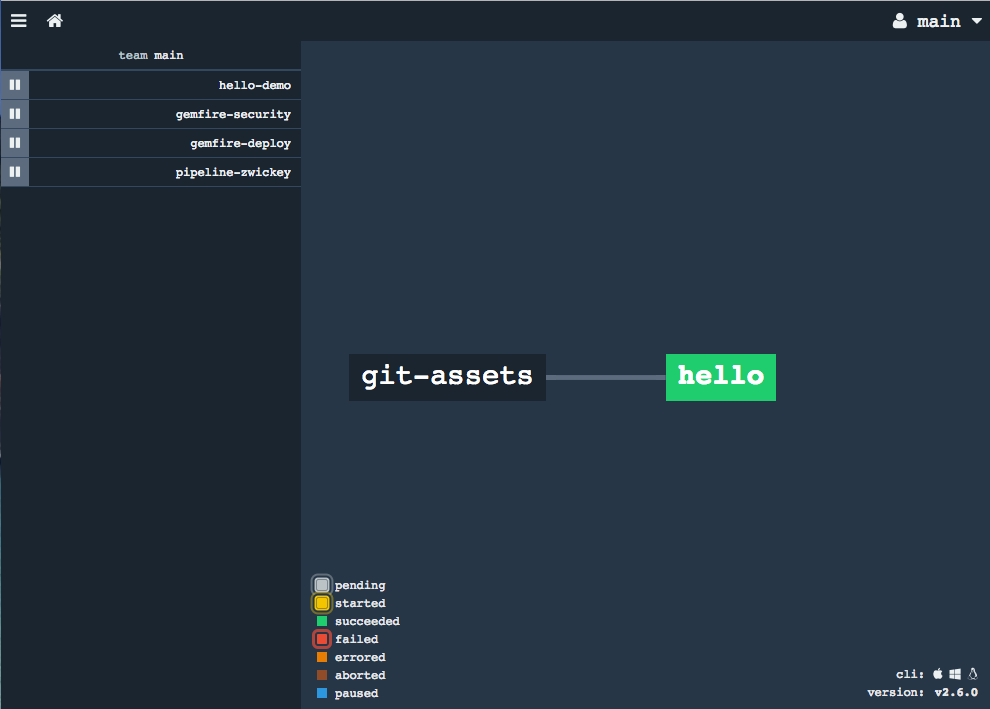 main
team main
hello-demo
gemfire-security
gemfire-deploy
pipeline-zwickey
git-assets
hello
pending
started
succeeded
failed
errored
aborted
paused
cli:
version: v2.6.0